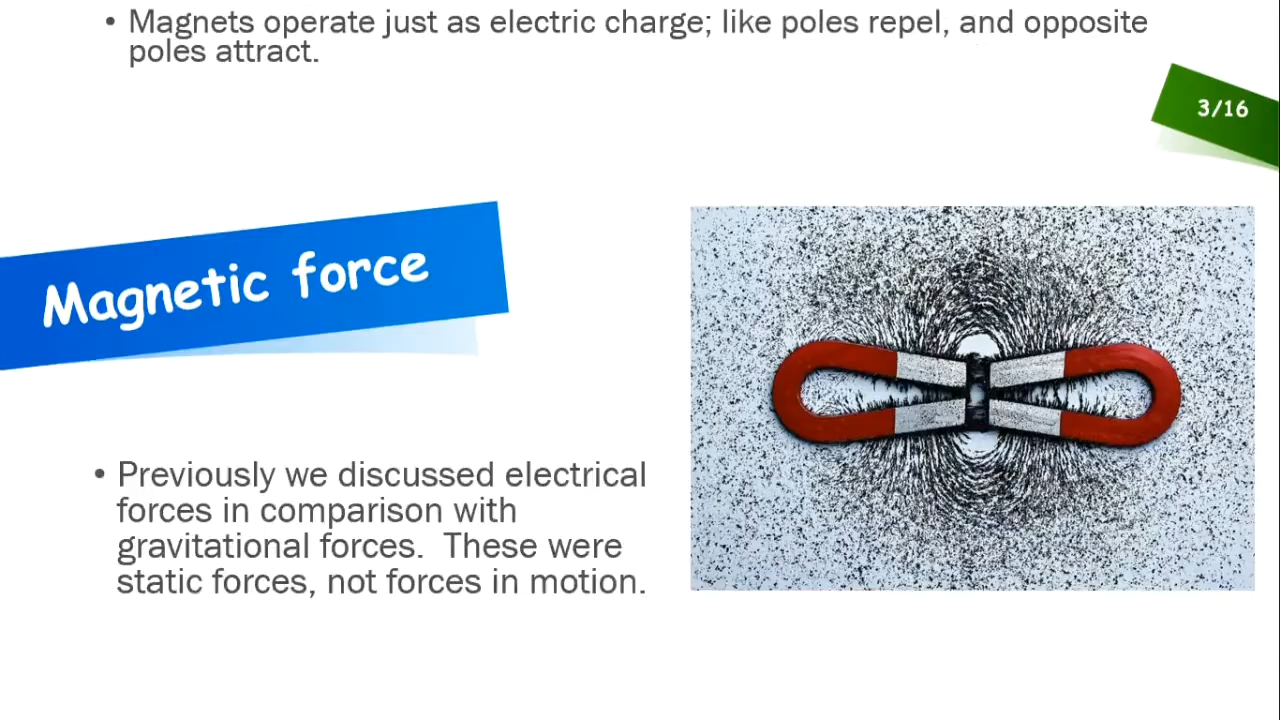 • Magnets operate just as electric charge; like poles repel, and opposite
poles attract.
3/16
Magnetic force
• Previously we discussed electrical
forces in comparison with
gravitational forces.  These were
static forces, not forces in motion.